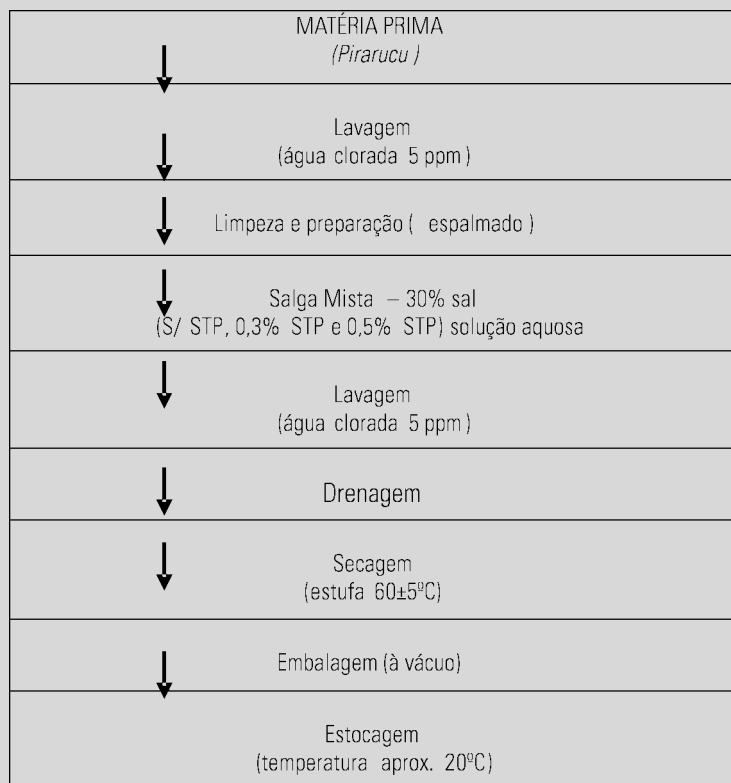 MATÉRIA PRIMA
(Pirarucu )
Lavagem
(água clorada 5 ppm )
Limpeza e preparação ( espalmado )
Salga Mista – 30% sal
(S/ STP, 0,3% STP e 0,5% STP) solução aquosa
Lavagem
(água clorada 5 ppm )
Drenagem
Secagem
(estufa 60±5ºC)
Embalagem (à vácuo)
Estocagem
(temperatura aprox. 20ºC)